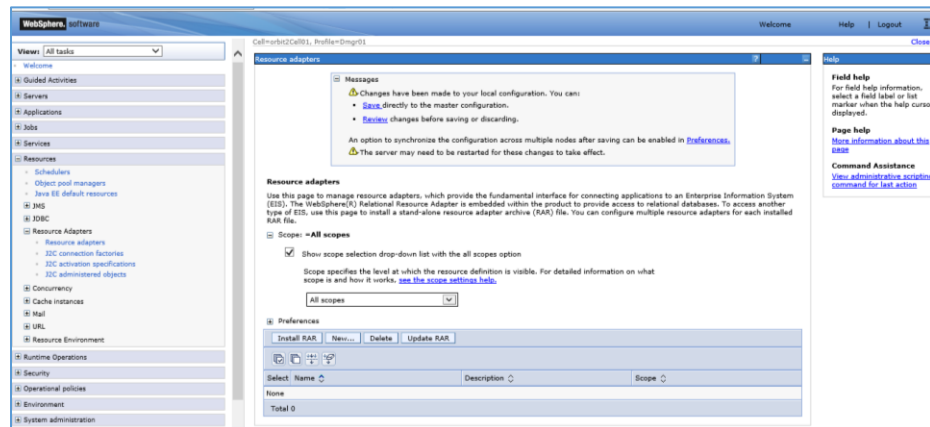 WebSphere. software
Welcome
Help | Logout
View: All tasks
Welcome
Guided Activities
Servers
Applications
Jobs
Services
Resources
Schedulers
Object pool managers
Java EE default resources
JMS
JDBC
Resource Adapters
Resource adapters
J2C connection factories
J2C activation specifications
J2C administered objects
Concurrency
Cache instances
Mail
URL
Resource Environment
Runtime Operations
Security
Operational policies
Environment
System administration
Cell=orbit2Cell01, Profile=Dmgr01
Close
Resource adapters
Messages
Changes have been made to your local configuration. You can:
Save directly to the master configuration.
Review changes before saving or discarding.
An option to synchronize the configuration across multiple nodes after saving can be enabled in Preferences.
The server may need to be restarted for these changes to take effect.
Resource adapters
Use this page to manage resource adapters, which provide the fundamental interface for connecting applications to an Enterprise Information System
(EIS). The WebSphere(R) Relational Resource Adapter is embedded within the product to provide access to relational databases. To access another
type of EIS, use this page to install a stand-alone resource adapter archive (RAR) file. You can configure multiple resource adapters for each installed
RAR file.
Scope: =All scopes
Show scope selection drop-down list with the all scopes option
Scope specifies the level at which the resource definition is visible. For detailed information on what
scope is and how it works, see the scope settings help.
All scopes
Preferences
Install RAR New... Delete Update RAR
Select Name Description Scope
None
Total 0
Help
Field help
For field help information,
select a field label or list
marker when the help curso
displayed.
Page help
More information about this
page
Command Assistance
View administrative scripting
command for last action